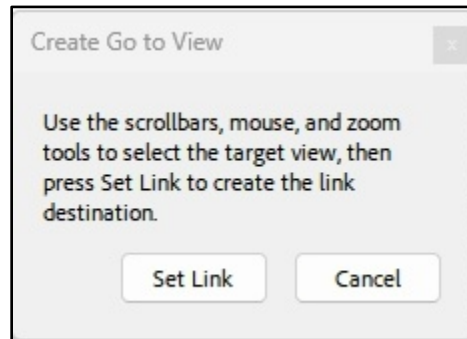 Create Go to View
x
Use the scrollbars, mouse, and zoom
tools to select the target view, then
press Set Link to create the link
destination.
Set Link Cancel